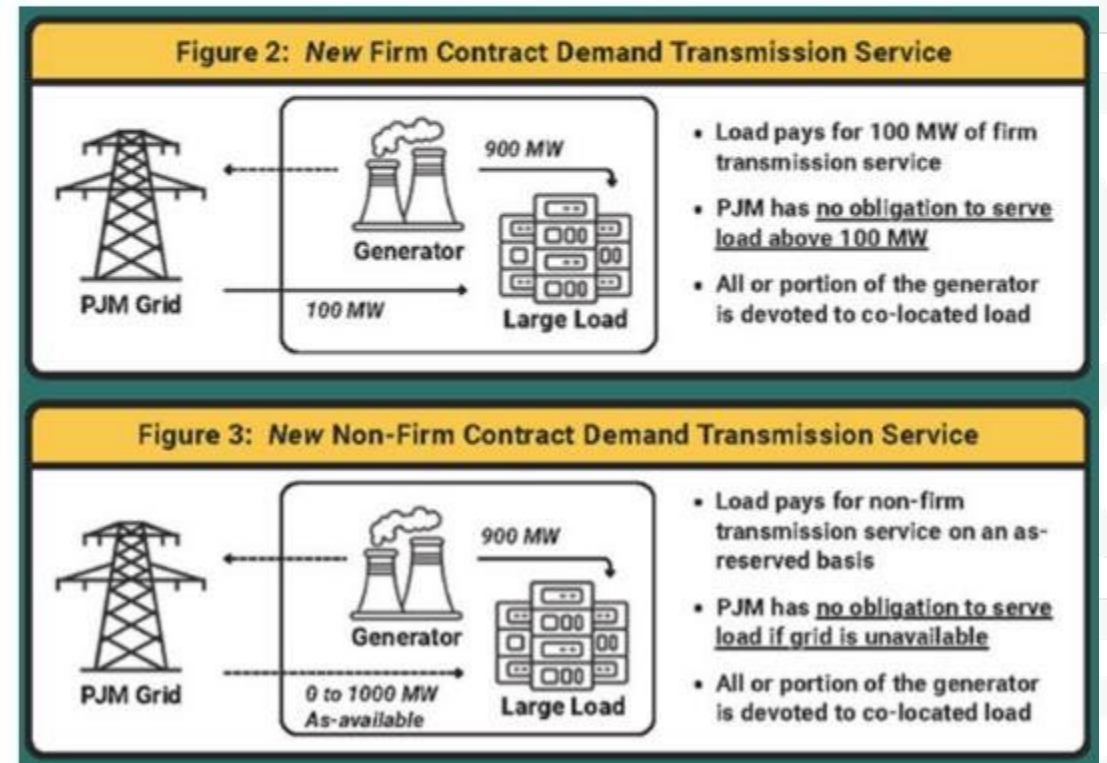 Figure 2: New Firm Contract Demand Transmission Service
900 MW
Generator
PJM Grid
100 MW
Large Load
• Load pays for 100 MW of firm
transmission service
• PJM has no obligation to serve
load above 100 MW
• All or portion of the generator
is devoted to co-located load
Figure 3: New Non-Firm Contract Demand Transmission Service
900 MW
Generator
PJM Grid
0 to 1000 MW
As-available
Large Load
• Load pays for non-firm
transmission service on an as-
reserved basis
• PJM has no obligation to serve
load if grid is unavailable
• All or portion of the generator
is devoted to co-located load